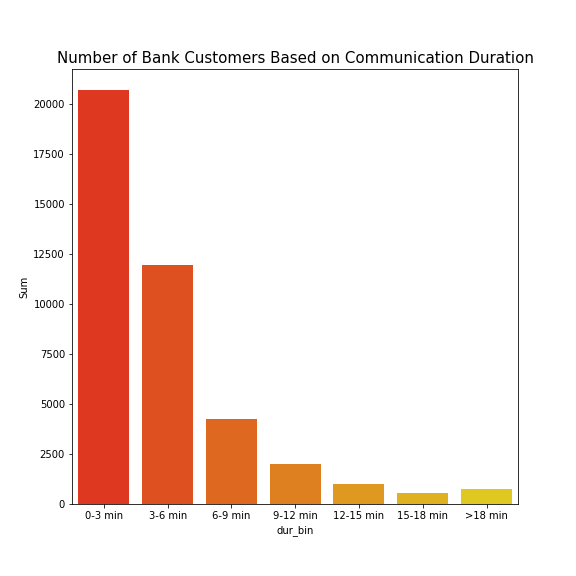 Number of Bank Customers Based on Communication Duration
20000
17500
15000
12500
10000
7500
5000
2500
0
Sum
0-3 min 3-6 min 6-9 min 9-12 min 12-15 min 15-18 min >18 min
dur_bin